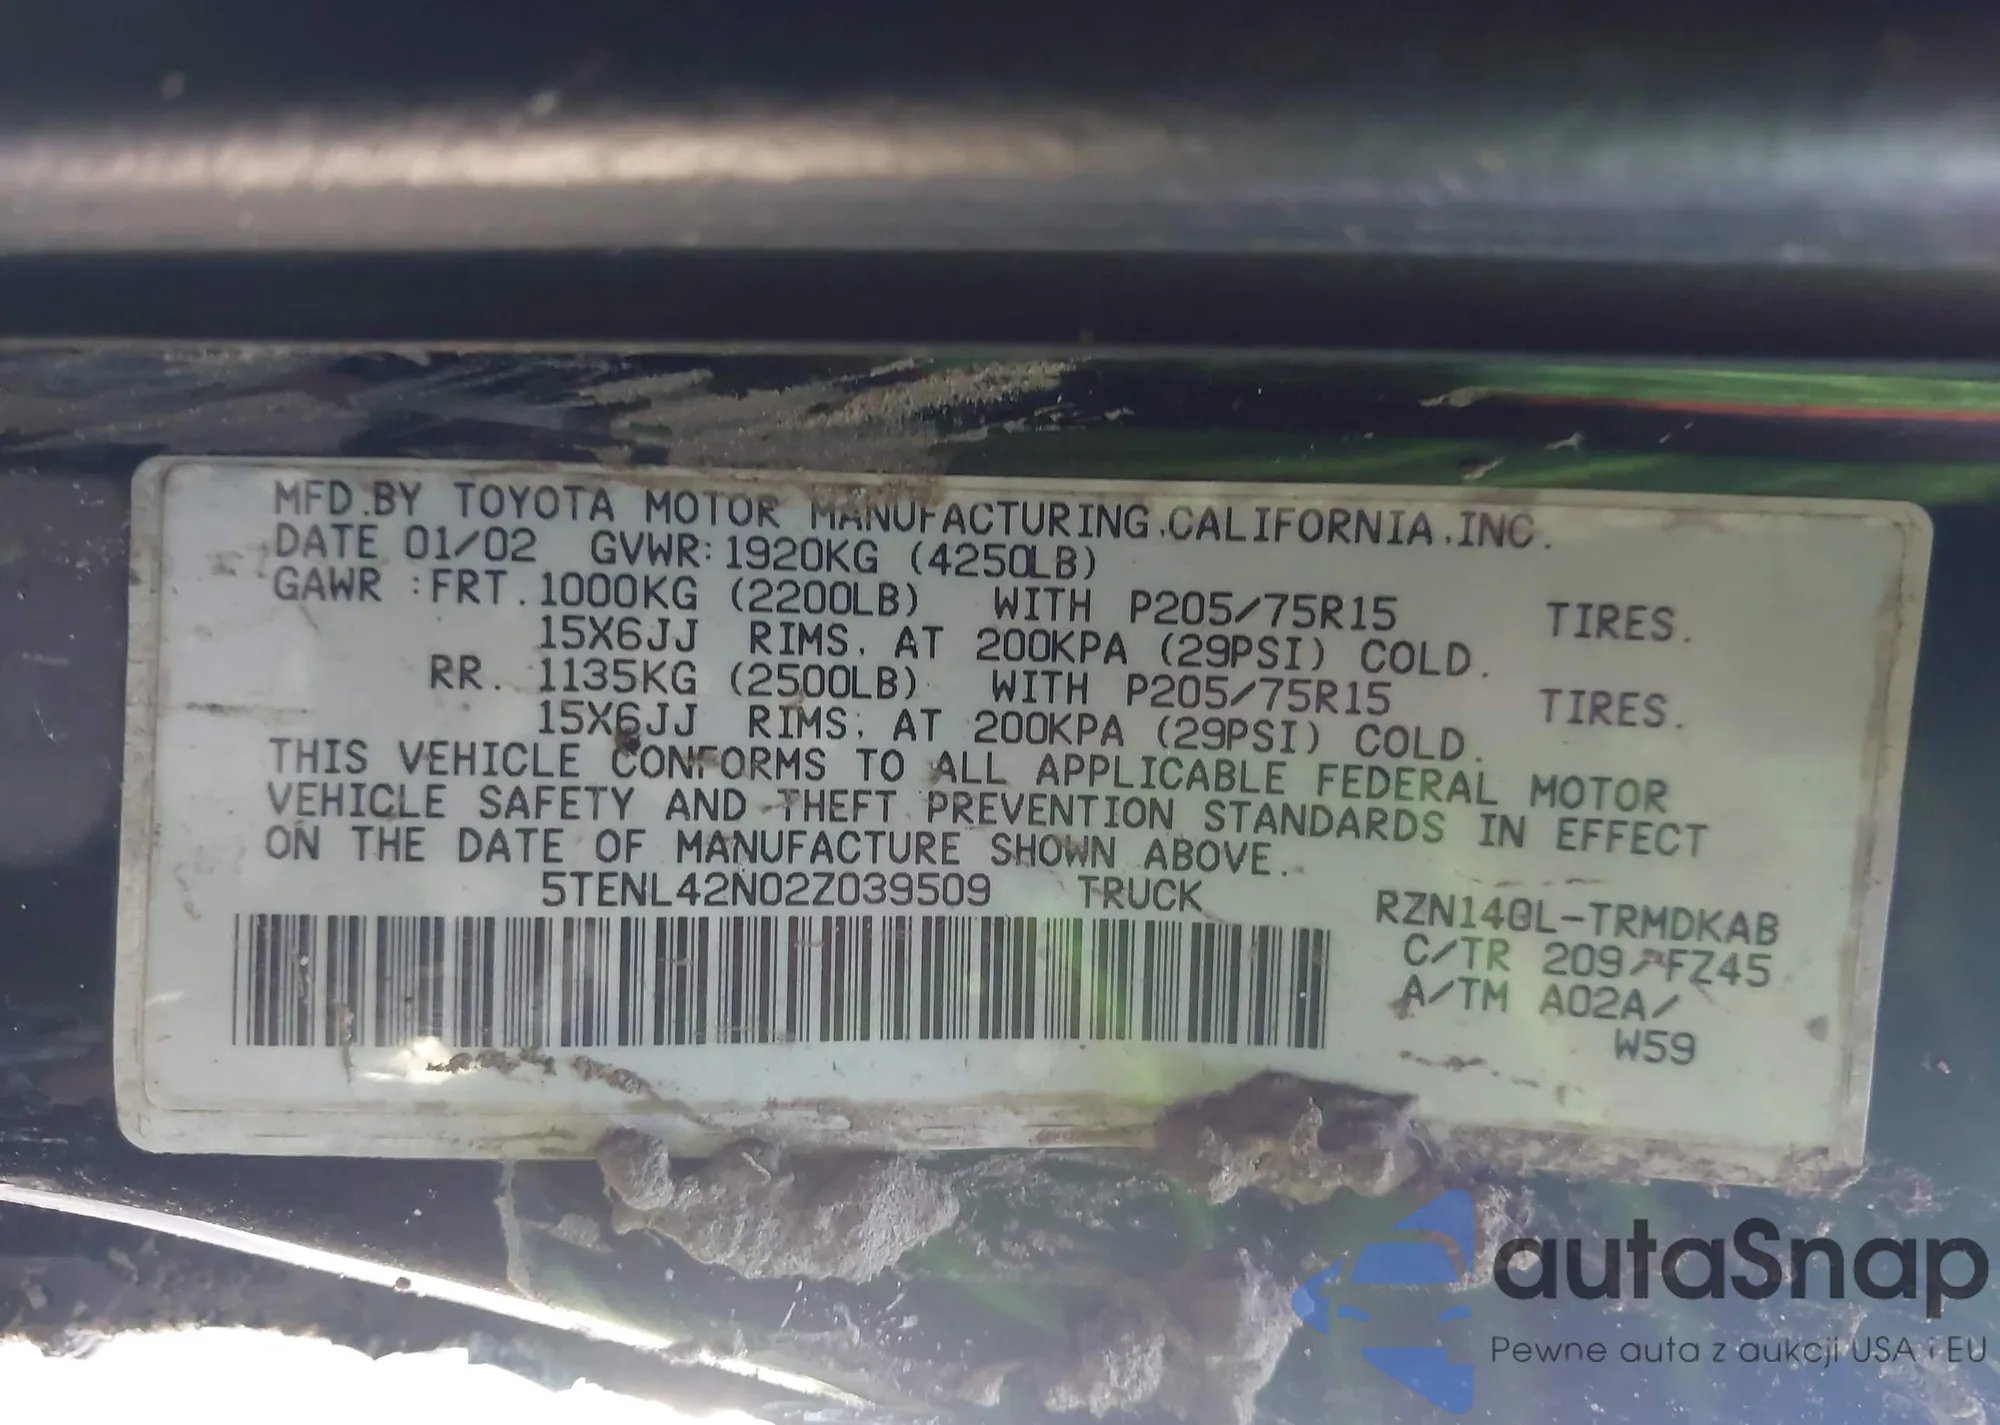 MFD.BY TOYOTA MOTOR MANUFACTURING,CALIFORNIA,INC.
DATE 01/02 GVWR: 1920KG (4250LB)
GAWR :FRT. 1000KG (2200LB) WITH P205/75R15 TIRES.
15X6JJ RIMS, AT 200KPA (29PSI) COLD.
RR. 1135KG (2500LB) WITH P205/75R15 TIRES.
15X6JJ RIMS, AT 200KPA (29PSI) COLD.
THIS VEHICLE CONFORMS TO ALL APPLICABLE FEDERAL MOTOR
VEHICLE SAFETY AND THEFT PREVENTION STANDARDS IN EFFECT
ON THE DATE OF MANUFACTURE SHOWN ABOVE.
5TENL42N02Z039509 TRUCK
RZN140L-TRMDKAB
C/TR 209/FZ45
A/TM A02A/
W59
autaSnap
Pewne auta z aukcji USA i EU